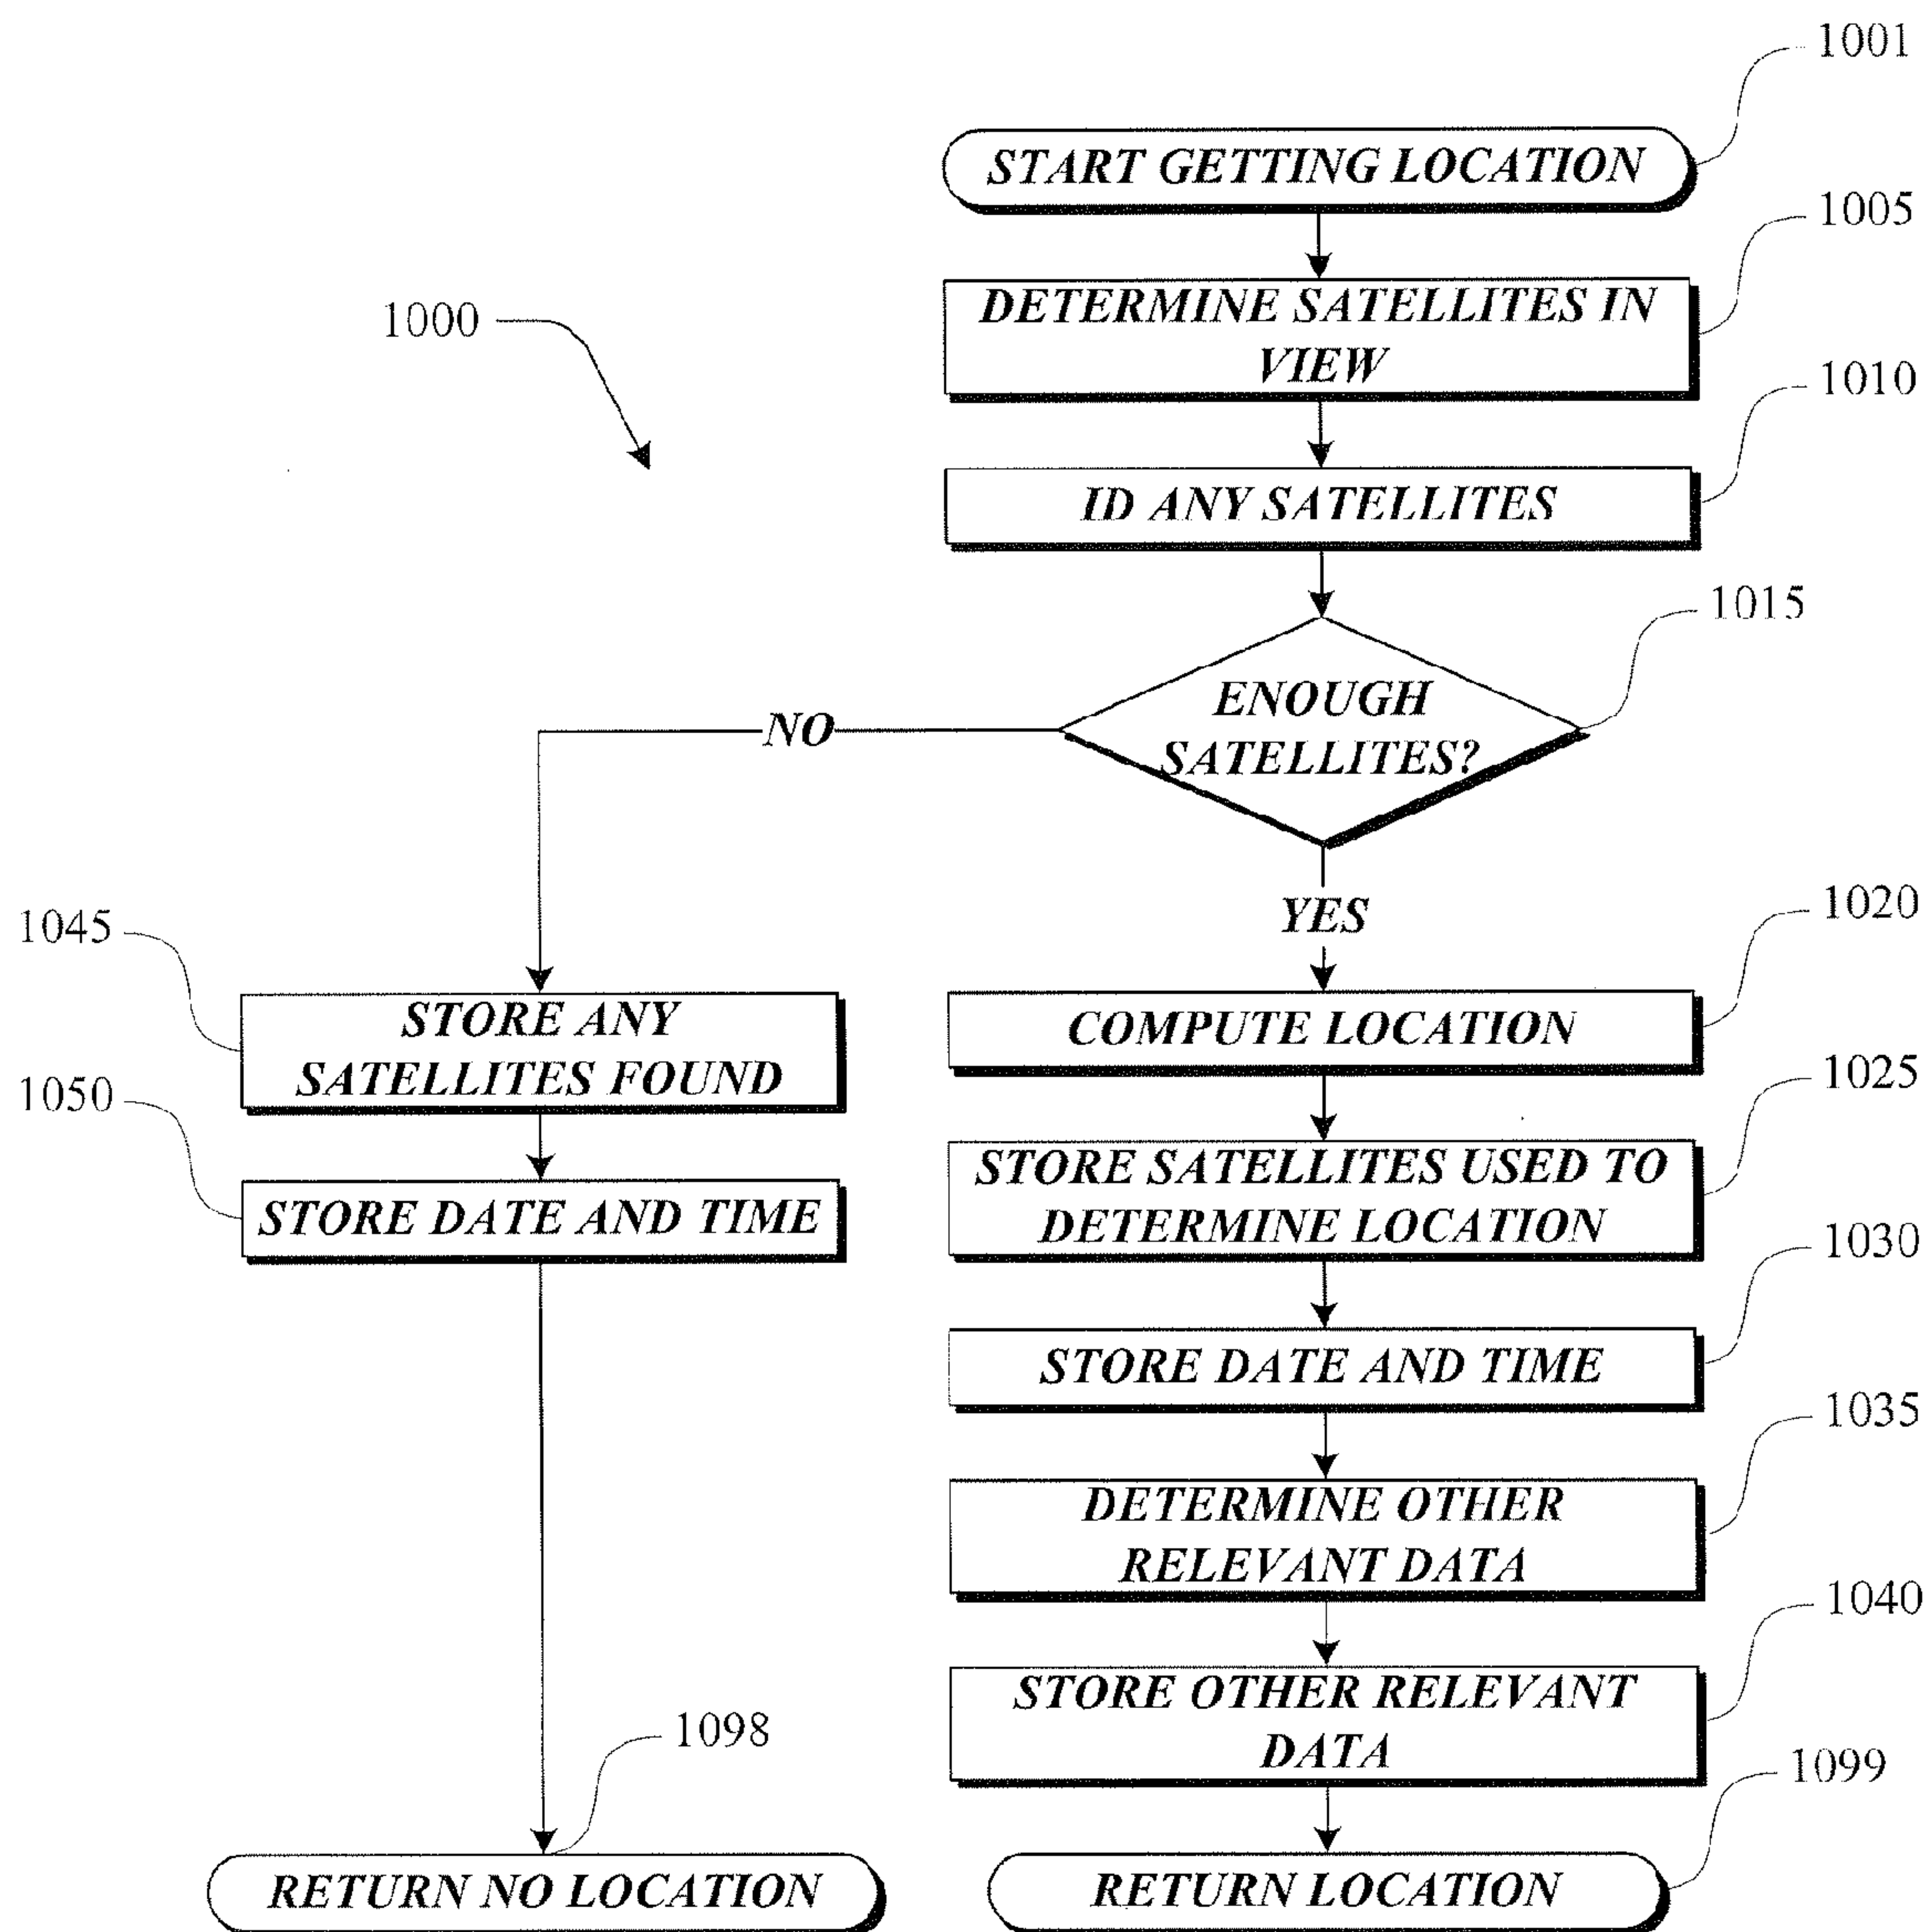 1001
START GETTING LOCATION
1005
DETERMINE SATELLITES IN
VIEW
1000
1010
ID ANY SATELLITES
1015
ENOUGH
SATELLITES?
NO
YES
1020
COMPUTE LOCATION
1045
STORE ANY
SATELLITES FOUND
1025
STORE SATELLITES USED TO
DETERMINE LOCATION
1050
STORE DATE AND TIME
1030
STORE DATE AND TIME
1035
DETERMINE OTHER
RELEVANT DATA
1040
STORE OTHER RELEVANT
DATA
1098
RETURN NO LOCATION
1099
RETURN LOCATION